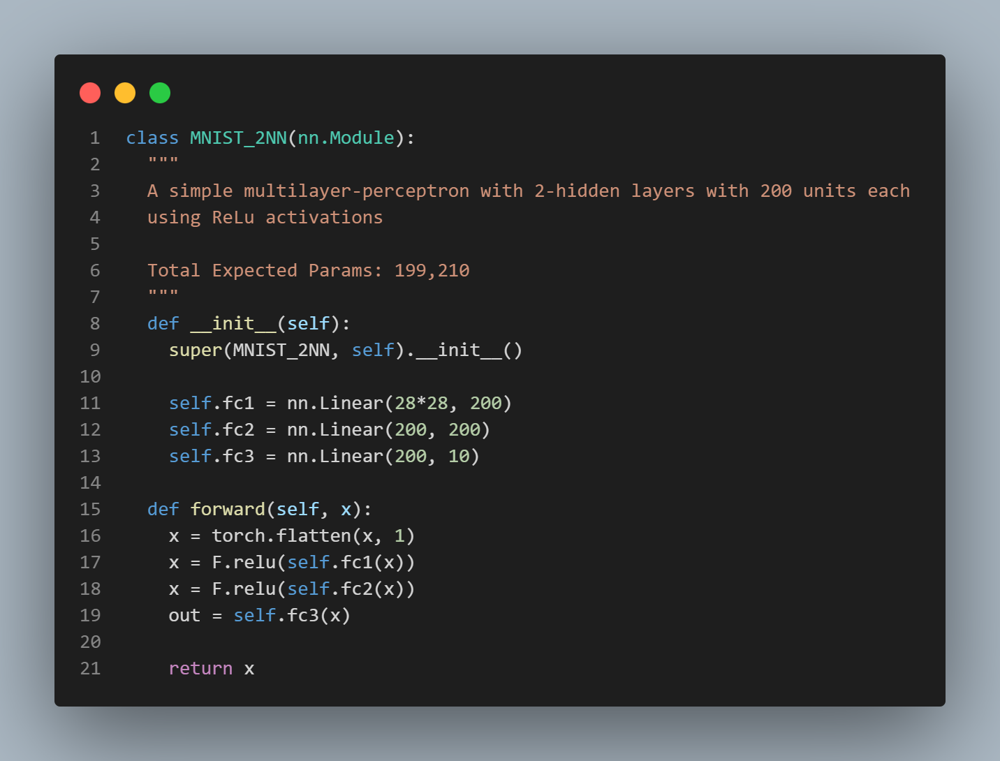 1 class MNIST_2NN(nn.Module):
2   """
3   A simple multilayer-perceptron with 2-hidden layers with 200 units each
4   using ReLu activations
5
6   Total Expected Params: 199,210
7   """
8   def __init__(self):
9     super(MNIST_2NN, self).__init__()
10
11     self.fc1 = nn.Linear(28*28, 200)
12     self.fc2 = nn.Linear(200, 200)
13     self.fc3 = nn.Linear(200, 10)
14
15   def forward(self, x):
16     x = torch.flatten(x, 1)
17     x = F.relu(self.fc1(x))
18     x = F.relu(self.fc2(x))
19     out = self.fc3(x)
20
21     return x